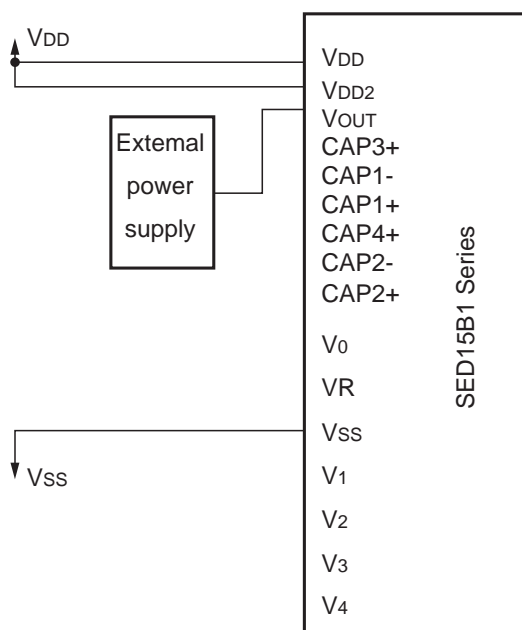 VDD
VDD
VDD2
VOUT
Extemal
power
supply
CAP3+
CAP1-
CAP1+
CAP4+
CAP2-
CAP2+
V0
VR
VSS
VSS
V1
V2
V3
V4
SED15B1 Series